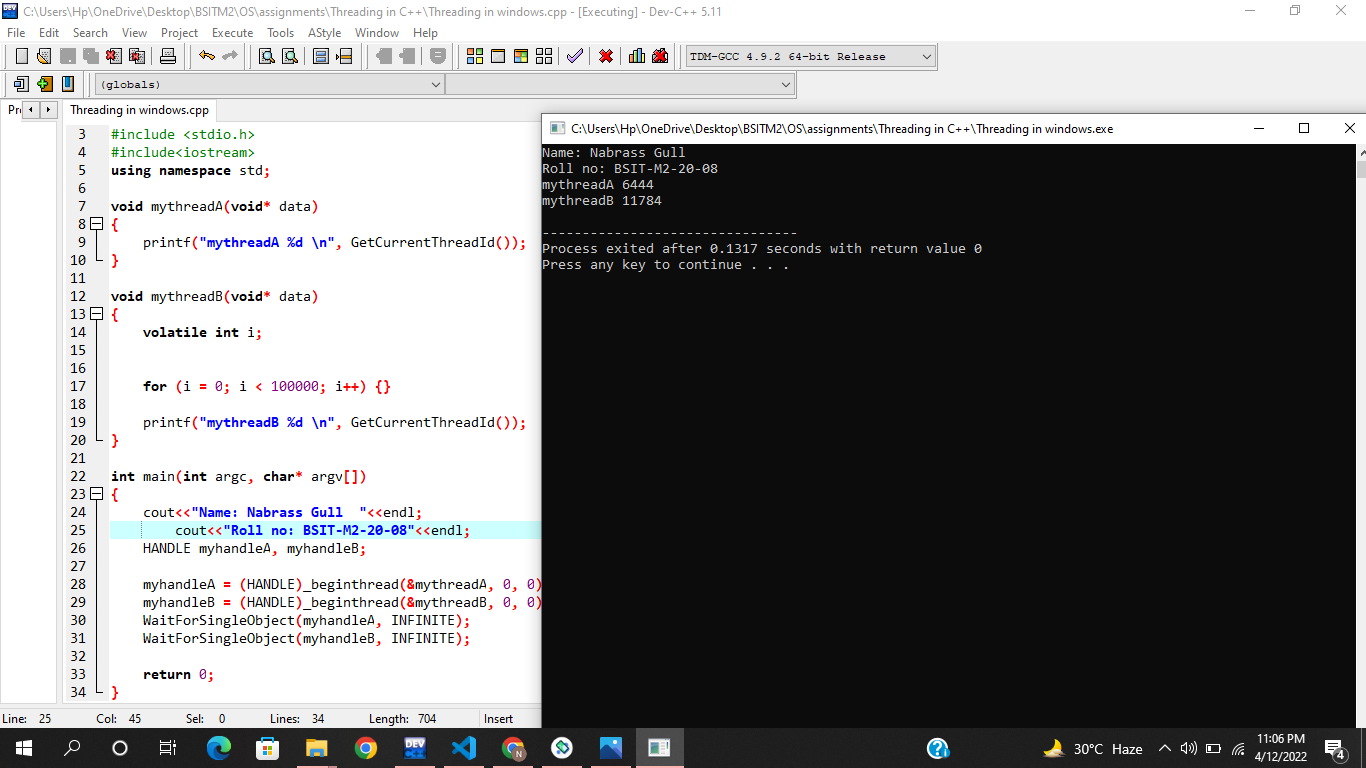 C:\Users\Hp\OneDrive\Desktop\BSITM2\OS\assignments\Threading in C++\Threading in windows.cpp - [Executing] - Dev-C++ 5.11
File Edit Search View Project Execute Tools AStyle Window Help
TDM-GCC 4.9.2 64-bit Release
(globals)
Pr
Threading in windows.cpp
3 #include <stdio.h>
4 #include<iostream>
5 using namespace std;
6
7 void mythreadA(void* data)
8 {
9 printf("mythreadA %d \n", GetCurrentThreadId());
10 }
11
12 void mythreadB(void* data)
13 {
14 volatile int i;
15
16
17 for (i = 0; i < 100000; i++) {}
18
19 printf("mythreadB %d \n", GetCurrentThreadId());
20 }
21
22 int main(int argc, char* argv[])
23 {
24 cout<<"Name: Nabrass Gull  "<<endl;
25 cout<<"Roll no: BSIT-M2-20-08"<<endl;
26 HANDLE myhandleA, myhandleB;
27
28 myhandleA = (HANDLE)_beginthread(&mythreadA, 0, 0)
29 myhandleB = (HANDLE)_beginthread(&mythreadB, 0, 0)
30 WaitForSingleObject(myhandleA, INFINITE);
31 WaitForSingleObject(myhandleB, INFINITE);
32
33 return 0;
34 }
C:\Users\Hp\OneDrive\Desktop\BSITM2\OS\assignments\Threading in C++\Threading in windows.exe
Name: Nabrass Gull
Roll no: BSIT-M2-20-08
mythreadA 6444
mythreadB 11784
--------------------------------
Process exited after 0.1317 seconds with return value 0
Press any key to continue . . .
Line: 25 Col: 45 Sel: 0 Lines: 34 Length: 704 Insert
DEV
N
30°C Haze
11:06 PM
4/12/2022
4